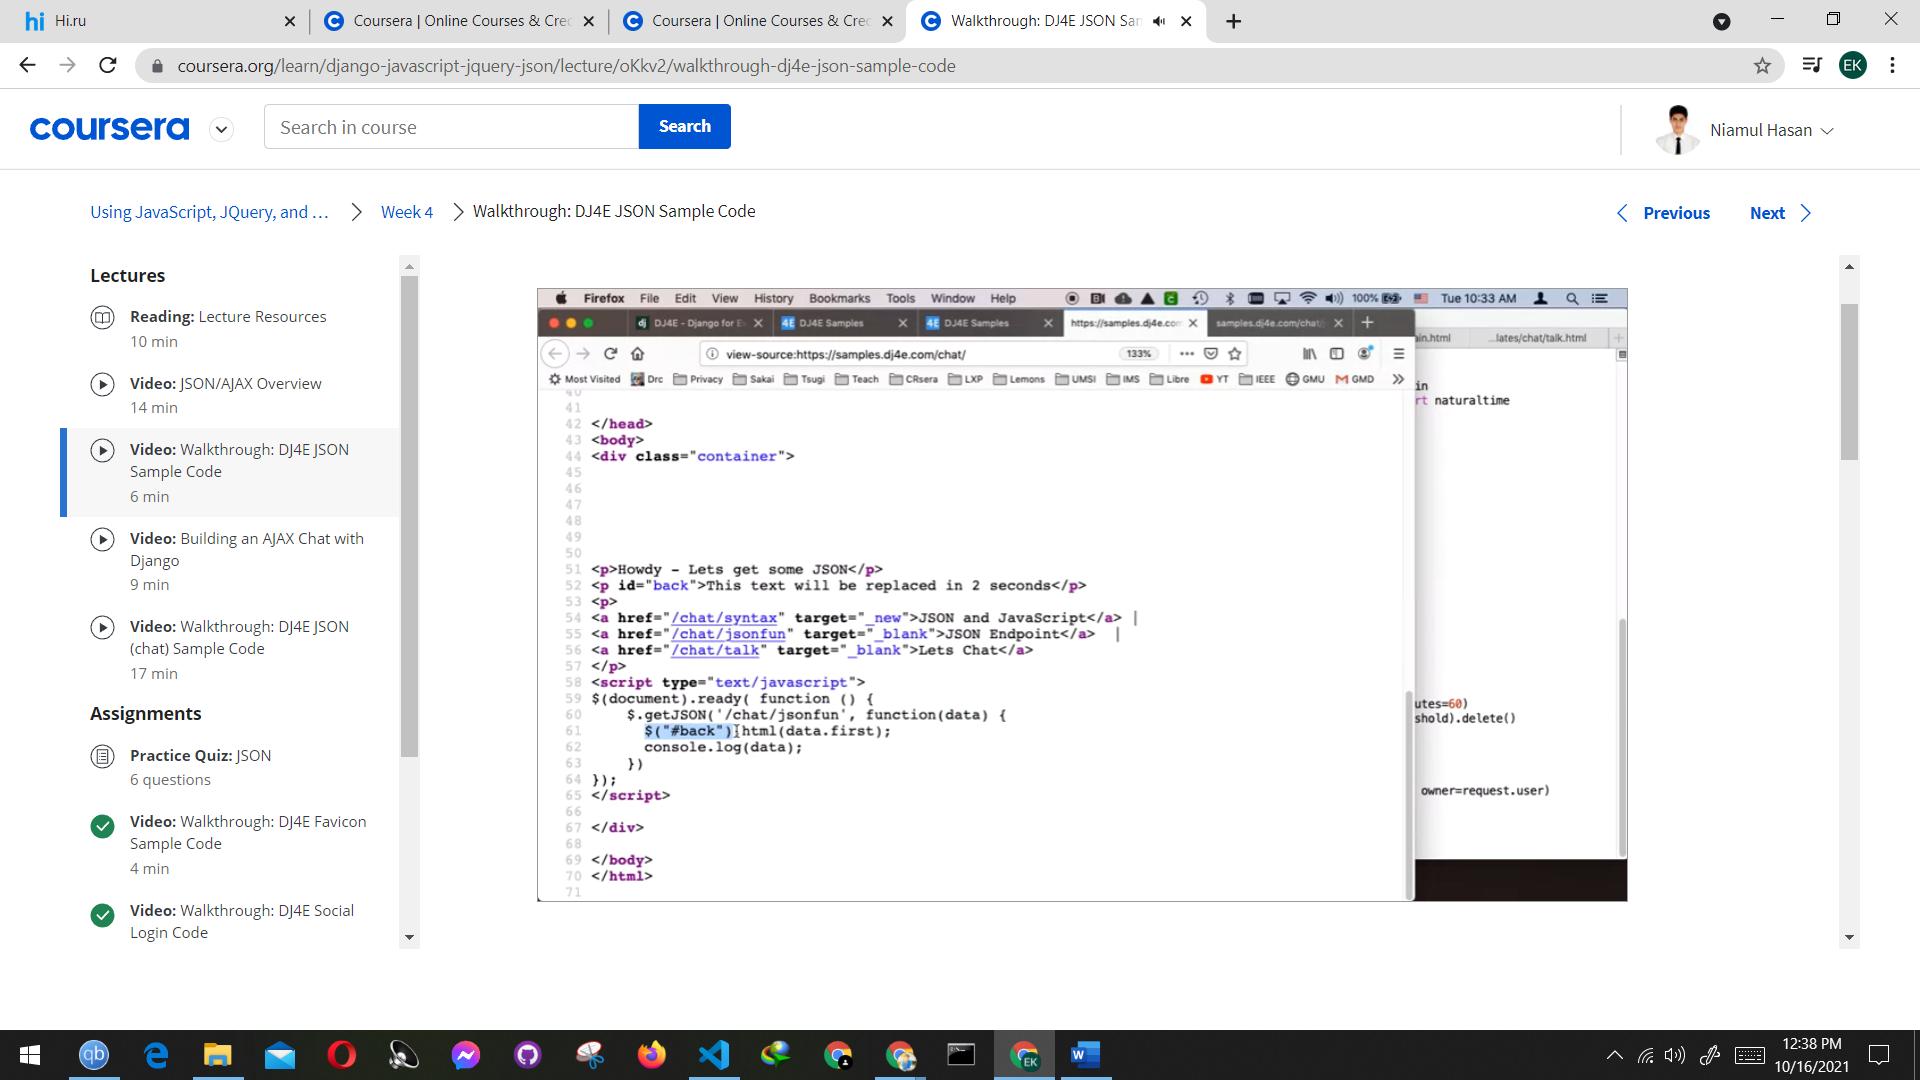 Hi.ru
Coursera | Online Courses & Cre
Coursera | Online Courses & Cre
Walkthrough: DJ4E JSON Sa
coursera.org/learn/django-javascript-jquery-json/lecture/oKkv2/walkthrough-dj4e-json-sample-code
EK
coursera
Search in course
Search
Niamul Hasan
Using JavaScript, JQuery, and ...
Week 4
Walkthrough: DJ4E JSON Sample Code
Previous
Next
Lectures
Reading: Lecture Resources
10 min
Video: JSON/AJAX Overview
14 min
Video: Walkthrough: DJ4E JSON
Sample Code
6 min
Video: Building an AJAX Chat with
Django
9 min
Video: Walkthrough: DJ4E JSON
(chat) Sample Code
17 min
Assignments
Practice Quiz: JSON
6 questions
Video: Walkthrough: DJ4E Favicon
Sample Code
4 min
Video: Walkthrough: DJ4E Social
Login Code
Firefox File Edit View History Bookmarks Tools Window Help
100%
Tue 10:33 AM
DJ4E - Django for E
DJ4E Samples
DJ4E Samples
https://samples.dj4e.com
samples.dj4e.com/chat/
view-source:https://samples.dj4e.com/chat/
133%
Most Visited Drc Privacy Sakai Tsugi Teach CRsera LXP Lemons UMSI IMS Libre YT IEEE GMU GMD
40
41
42 </head>
43 <body>
44 <div class="container">
45
46
47
48
49
50
51 <p>Howdy - Lets get some JSON</p>
52 <p id="back">This text will be replaced in 2 seconds</p>
53 <p>
54 <a href="/chat/syntax" target="_new">JSON and JavaScript</a> |
55 <a href="/chat/jsonfun" target="_blank">JSON Endpoint</a> |
56 <a href="/chat/talk" target="_blank">Lets Chat</a>
57 </p>
58 <script type="text/javascript">
59 $(document).ready( function () {
60 $.getJSON('/chat/jsonfun', function(data) {
61 $("#back").html(data.first);
62 console.log(data);
63 })
64 });
65 </script>
66
67 </div>
68
69 </body>
70 </html>
71
ain.html
...lates/chat/talk.html
in
rt naturaltime
utes=60)
shold).delete()
owner=request.user)
12:38 PM
10/16/2021